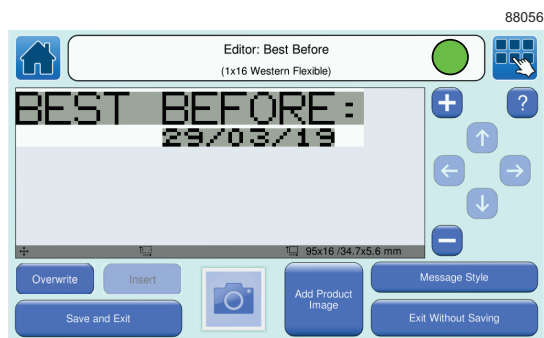 88056
Editor: Best Before
(1x16 Western Flexible)
BEST BEFORE:
29/03/19
+
?
95x16 /34.7x5.6 mm
Overwrite
Insert
Add Product
Image
Message Style
Save and Exit
Exit Without Saving